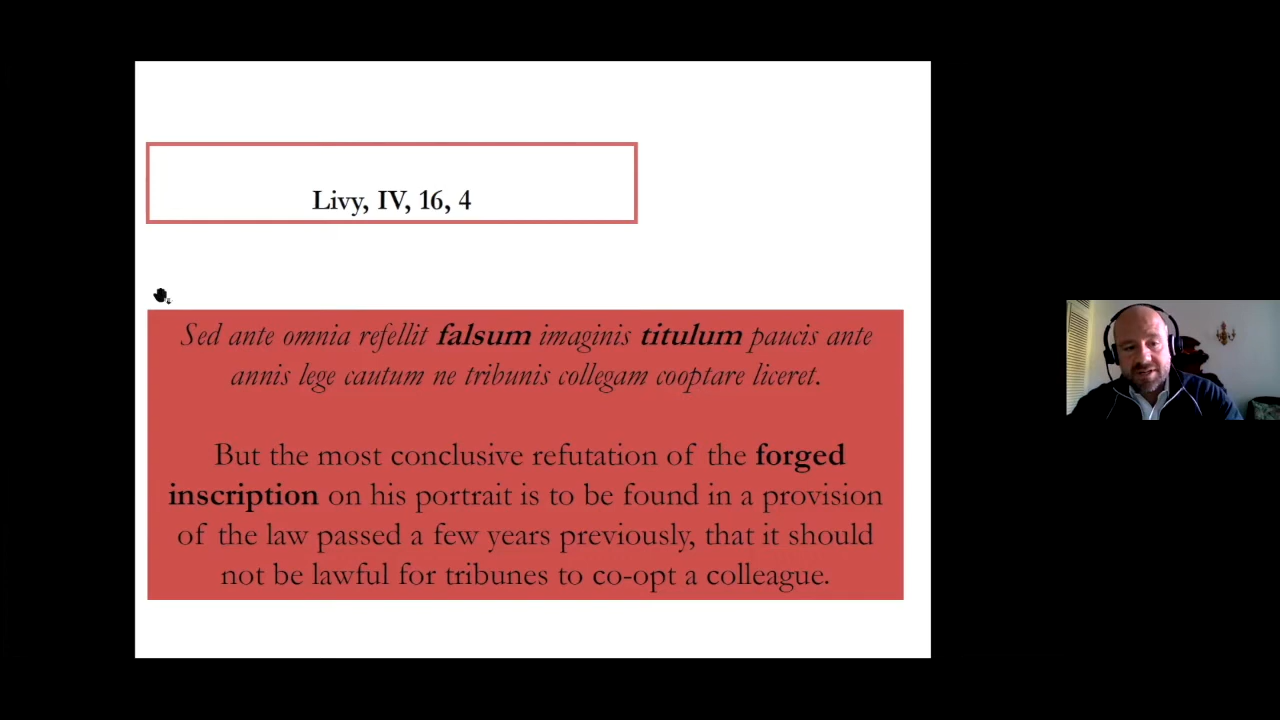 Livy, IV, 16, 4
Sed ante omnia refellit falsum imaginis titulum paucis ante
annis lege cautum ne tribunis collegam cooptare liceret.
But the most conclusive refutation of the forged
inscription on his portrait is to be found in a provision
of the law passed a few years previously, that it should
not be lawful for tribunes to co-opt a colleague.